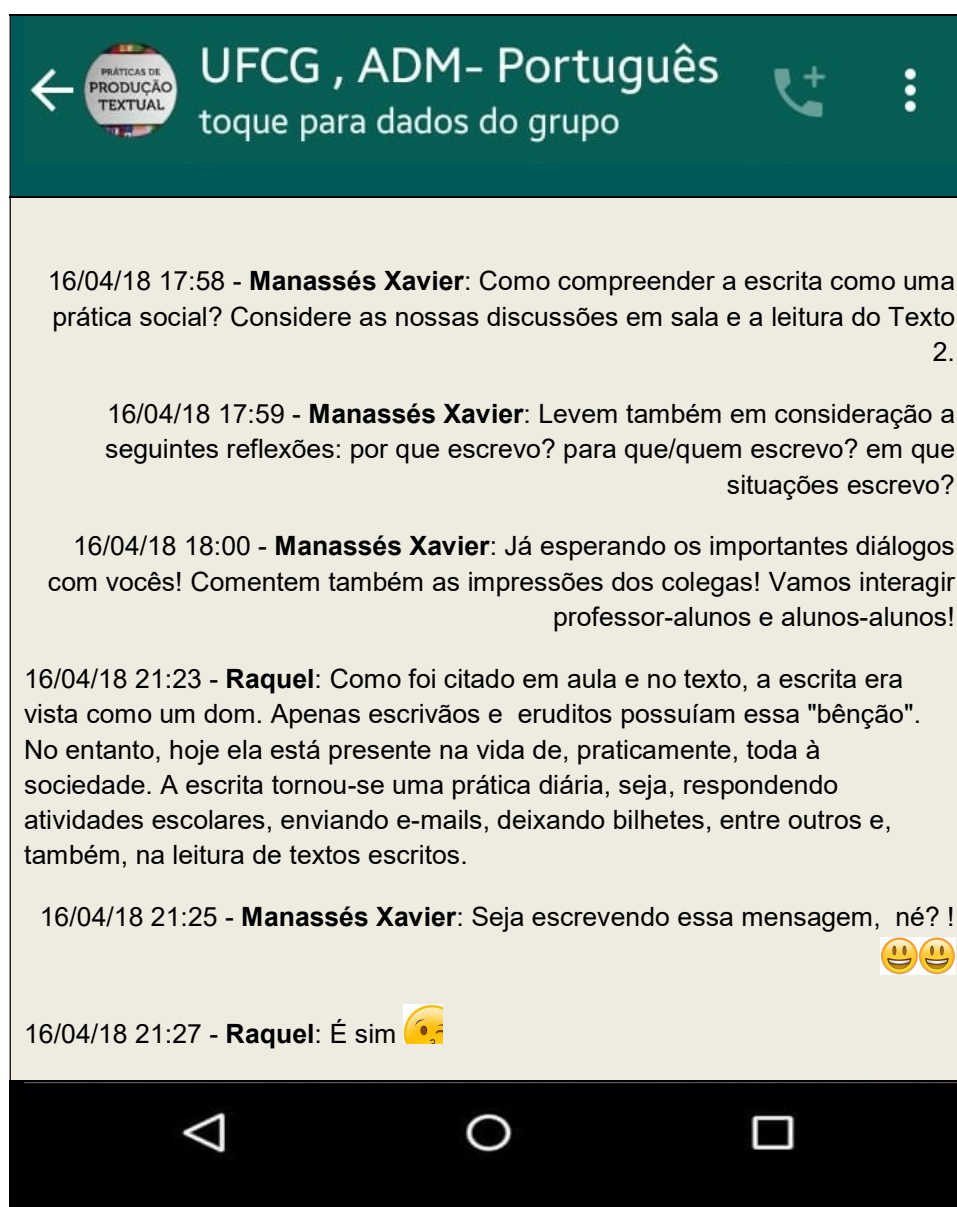 PRÁTICAS DE
PRODUÇÃO
TEXTUAL
UFCG , ADM- Português
toque para dados do grupo
16/04/18 17:58 - Manassés Xavier: Como compreender a escrita como uma
prática social? Considere as nossas discussões em sala e a leitura do Texto
2.
16/04/18 17:59 - Manassés Xavier: Levem também em consideração a
seguintes reflexões: por que escrevo? para que/quem escrevo? em que
situações escrevo?
16/04/18 18:00 - Manassés Xavier: Já esperando os importantes diálogos
com vocês! Comentem também as impressões dos colegas! Vamos interagir
professor-alunos e alunos-alunos!
16/04/18 21:23 - Raquel: Como foi citado em aula e no texto, a escrita era
vista como um dom. Apenas escrivãos e  eruditos possuíam essa "bênção".
No entanto, hoje ela está presente na vida de, praticamente, toda à
sociedade. A escrita tornou-se uma prática diária, seja, respondendo
atividades escolares, enviando e-mails, deixando bilhetes, entre outros e,
também, na leitura de textos escritos.
16/04/18 21:25 - Manassés Xavier: Seja escrevendo essa mensagem,  né? !
😃😃
16/04/18 21:27 - Raquel: É sim